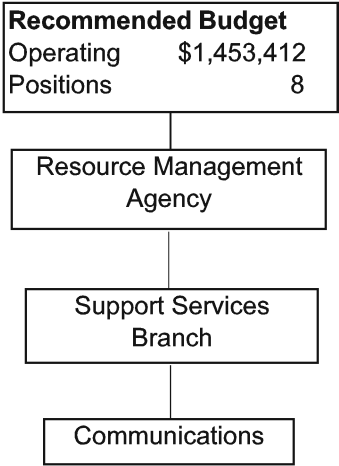 Recommended Budget
Operating $1,453,412
Positions 8
Resource Management
Agency
Support Services
Branch
Communications